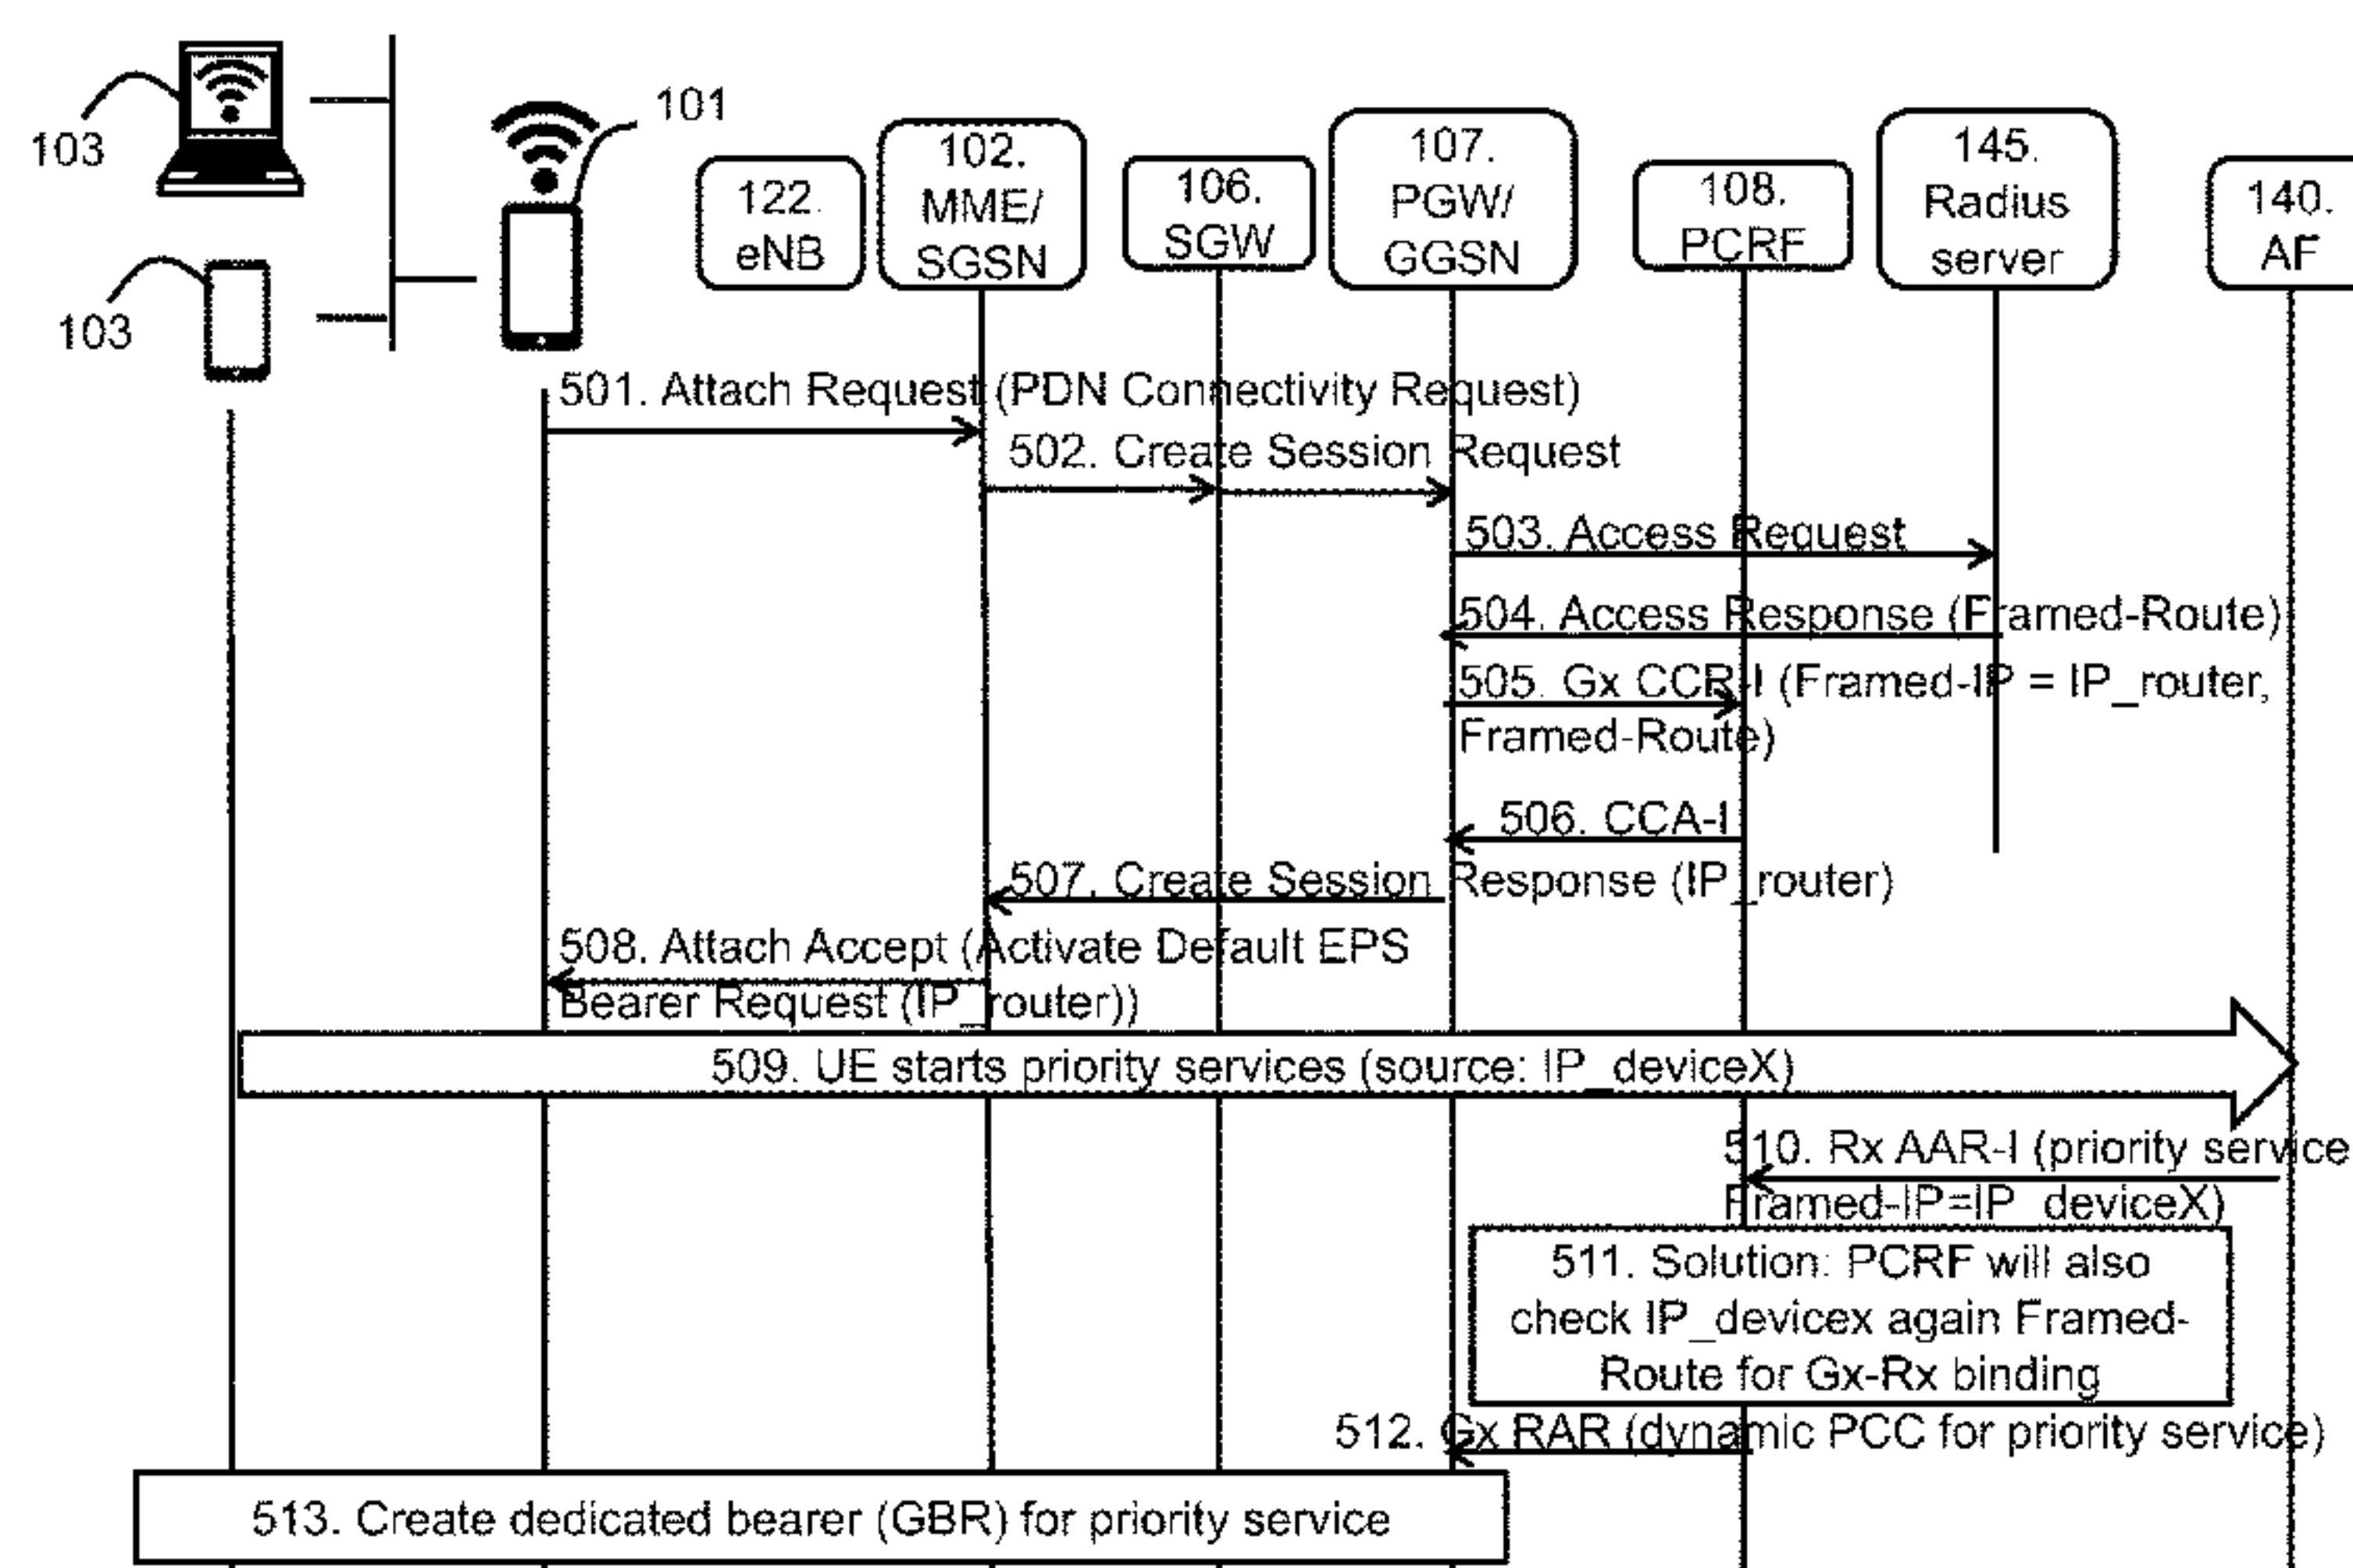 103
101
103
122.
eNB
102.
MME/
SGSN
106.
SGW
107.
PGW/
GGSN
108.
PCRF
145.
Radius
server
140.
AF
501. Attach Request (PDN Connectivity Request)
502. Create Session Request
503. Access Request
504. Access Response (Framed-Route)
505. Gx CCR-I (Framed-IP = IP_router,
Framed-Route)
506. CCA-I
507. Create Session Response (IP_router)
508. Attach Accept (Activate Default EPS
Bearer Request (IP_router))
509. UE starts priority services (source: IP_deviceX)
510. Rx AAR-I (priority service
Framed-IP=IP_deviceX)
511. Solution: PCRF will also
check IP_devicex again Framed-
Route for Gx-Rx binding
512. Gx RAR (dynamic PCC for priority service)
513. Create dedicated bearer (GBR) for priority service